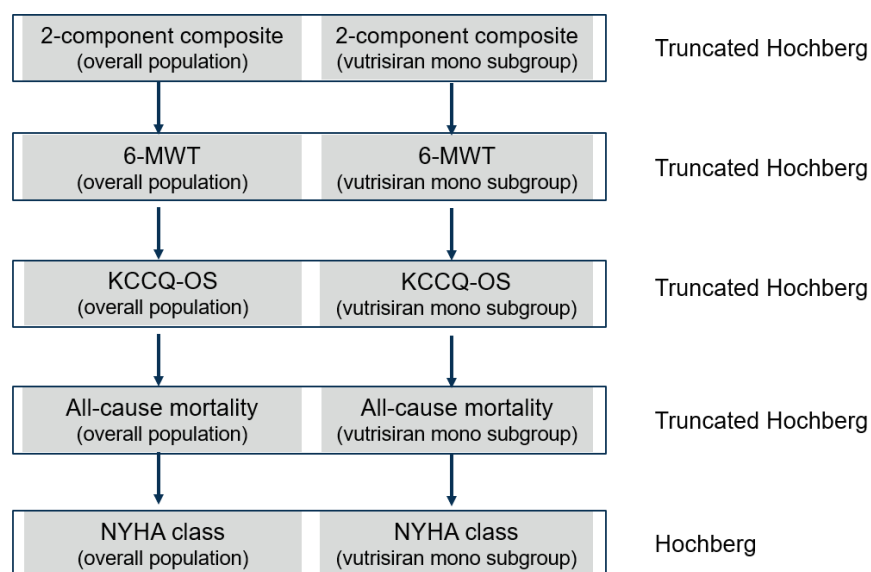 2-component composite
(overall population)
2-component composite
(vutrisiran mono subgroup)
Truncated Hochberg
6-MWT
(overall population)
6-MWT
(vutrisiran mono subgroup)
Truncated Hochberg
KCCQ-OS
(overall population)
KCCQ-OS
(vutrisiran mono subgroup)
Truncated Hochberg
All-cause mortality
(overall population)
All-cause mortality
(vutrisiran mono subgroup)
Truncated Hochberg
NYHA class
(overall population)
NYHA class
(vutrisiran mono subgroup)
Hochberg